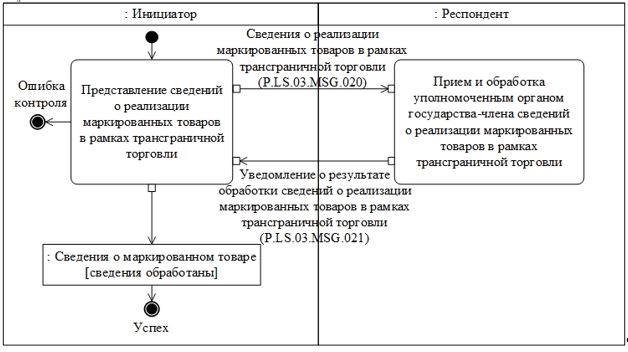 : Инициатор
: Респондент
Сведения о реализации
маркированных товаров в рамках
трансграничной торговли
(P.LS.03.MSG.020)
Ошибка
контроля
Представление сведений
о реализации
маркированных товаров
в рамках трансграничной
торговли
Прием и обработка
уполномоченным органом
государства-члена сведений
о реализации маркированных
товаров в рамках
трансграничной торговли
Уведомление о результате
обработки сведений о реализации
маркированных товаров в рамках
трансграничной торговли
(P.LS.03.MSG.021)
: Сведения о маркированном товаре
[сведения обработаны]
Успех